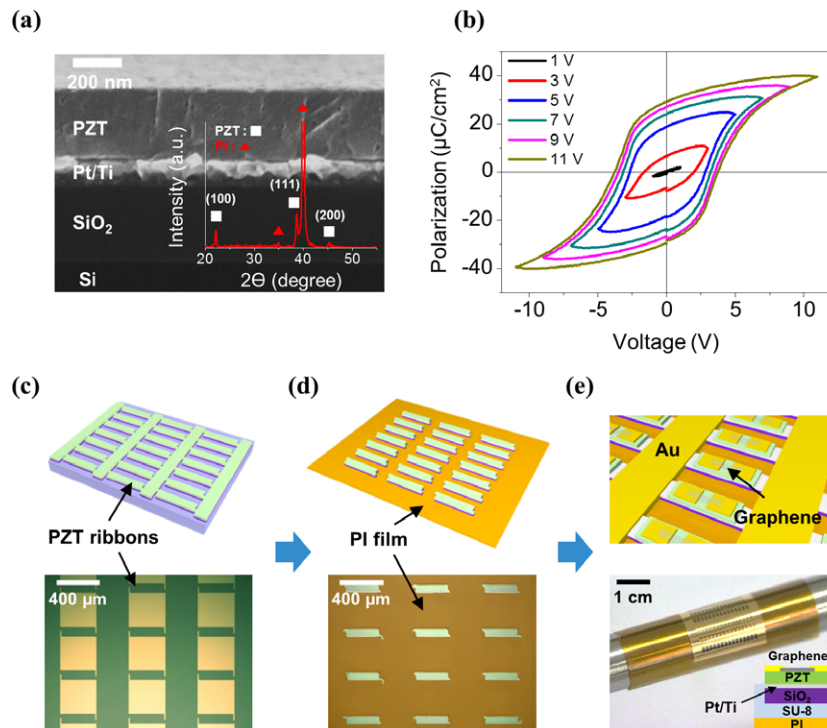 (a)
200 nm
PZT
Pt/Ti
SiO₂
Si
PZT :
Pt :
(100)
(111)
(200)
Intensity (a.u.)
20 30 40 50
2Θ (degree)
(b)
1 V
3 V
5 V
7 V
9 V
11 V
Polarization (μC/cm²)
40
20
0
-20
-40
-10 -5 0 5 10
Voltage (V)
(c)
PZT ribbons
400 μm
(d)
PI film
400 μm
(e)
Au
Graphene
1 cm
Graphene
PZT
Pt/Ti
SiO₂
SU-8
PI